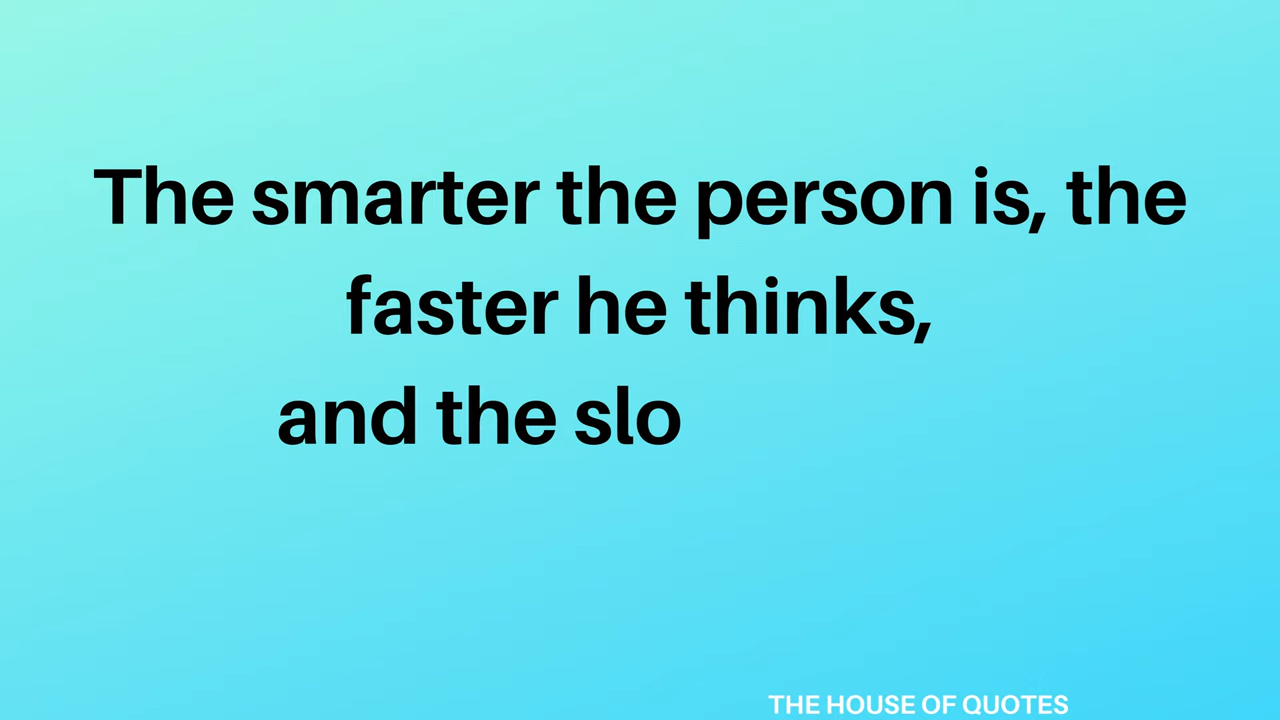 The smarter the person is, the
faster he thinks,
and the slo
THE HOUSE OF QUOTES